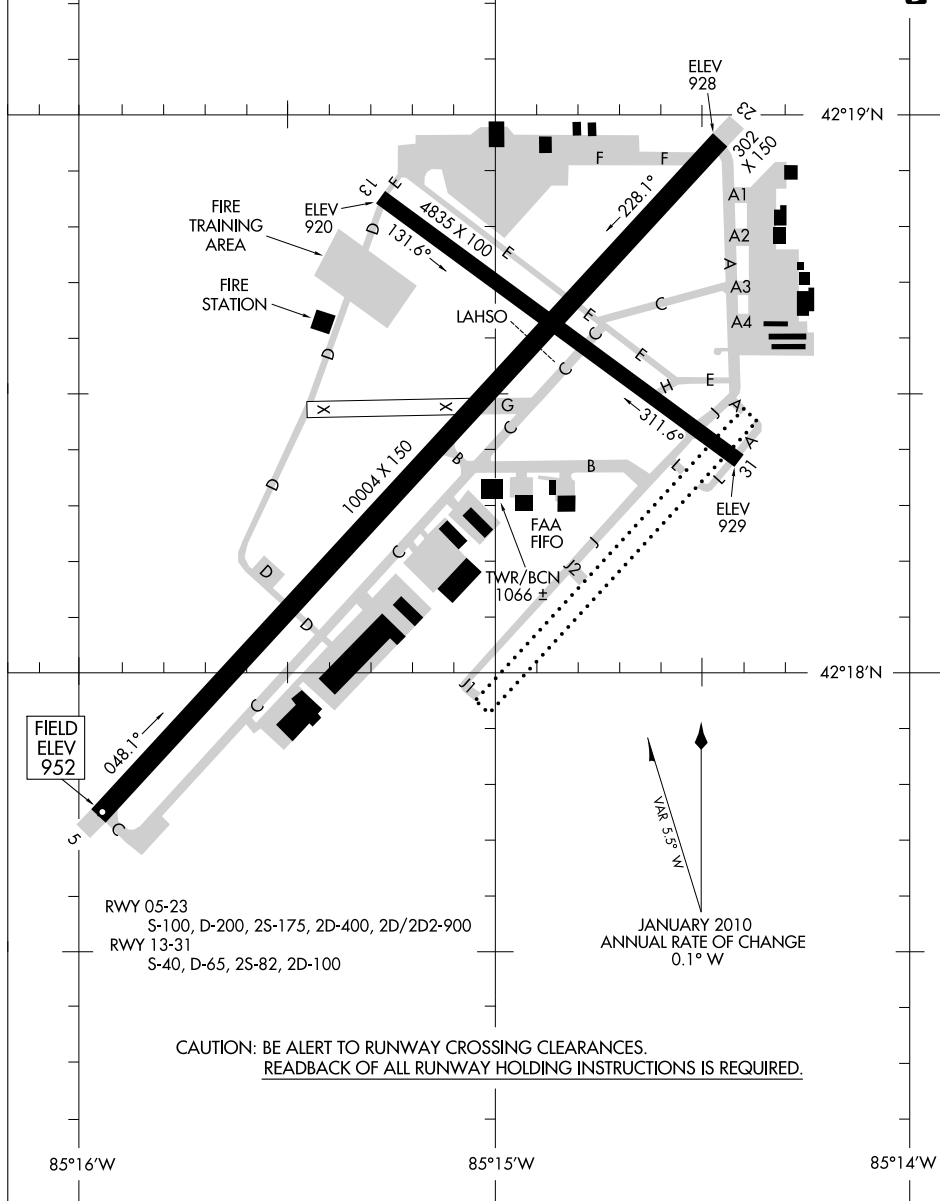 ELEV
928
42°19'N
23
302
X 150
F F
A1
13
E
228.1°
4835 X 100
FIRE
TRAINING
AREA
ELEV
920
D
131.6°
E
A2
A
FIRE
STATION
C
A3
LAHSO
E
C
A4
D
E
C
H
E
X
X
G
C
311.6°
J
A
A
B
B
L
L
31
10004 X 150
D
ELEV
929
FAA
FIFO
C
J
TWR/BCN
1066 ±
J2
D
D
J1
42°18'N
C
FIELD
ELEV
952
048.1°
VAR 5.5° W
5
C
RWY 05-23
S-100, D-200, 2S-175, 2D-400, 2D/2D2-900
RWY 13-31
S-40, D-65, 2S-82, 2D-100
JANUARY 2010
ANNUAL RATE OF CHANGE
0.1° W
CAUTION: BE ALERT TO RUNWAY CROSSING CLEARANCES.
READBACK OF ALL RUNWAY HOLDING INSTRUCTIONS IS REQUIRED.
85°16'W
85°15'W
85°14'W